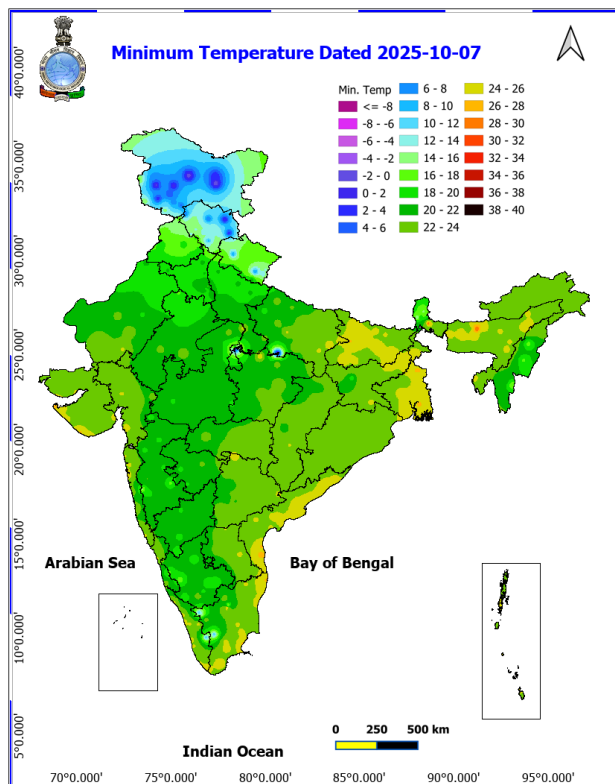 Minimum Temperature Dated 2025-10-07
Min. Temp
<= -8
-8 - -6
-6 - -4
-4 - -2
-2 - 0
0 - 2
2 - 4
4 - 6
6 - 8
8 - 10
10 - 12
12 - 14
14 - 16
16 - 18
18 - 20
20 - 22
22 - 24
24 - 26
26 - 28
28 - 30
30 - 32
32 - 34
34 - 36
36 - 38
38 - 40
40°0.000'
35°0.000'
30°0.000'
25°0.000'
20°0.000'
15°0.000'
10°0.000'
5°0.000'
Arabian Sea
Bay of Bengal
Indian Ocean
0 250 500 km
70°0.000' 75°0.000' 80°0.000' 85°0.000' 90°0.000' 95°0.000'